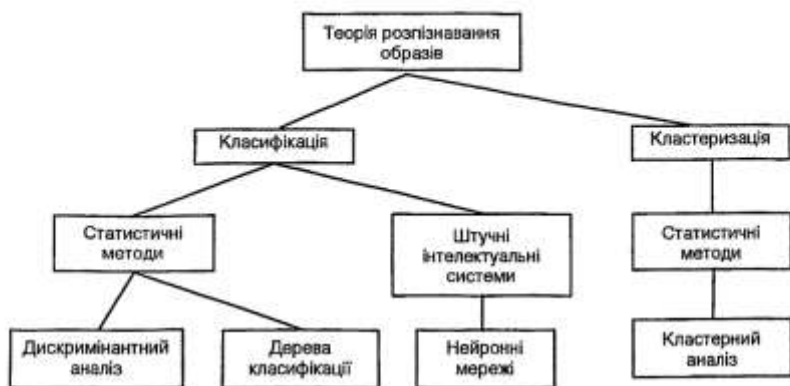 Теорія розпізнавання
образів
Класифікація
Кластеризація
Статистичні
методи
Штучні
інтелектуальні
системи
Статистичні
методи
Дискримінантний
аналіз
Дерева
класифікації
Нейронні
мережі
Кластерний
аналіз